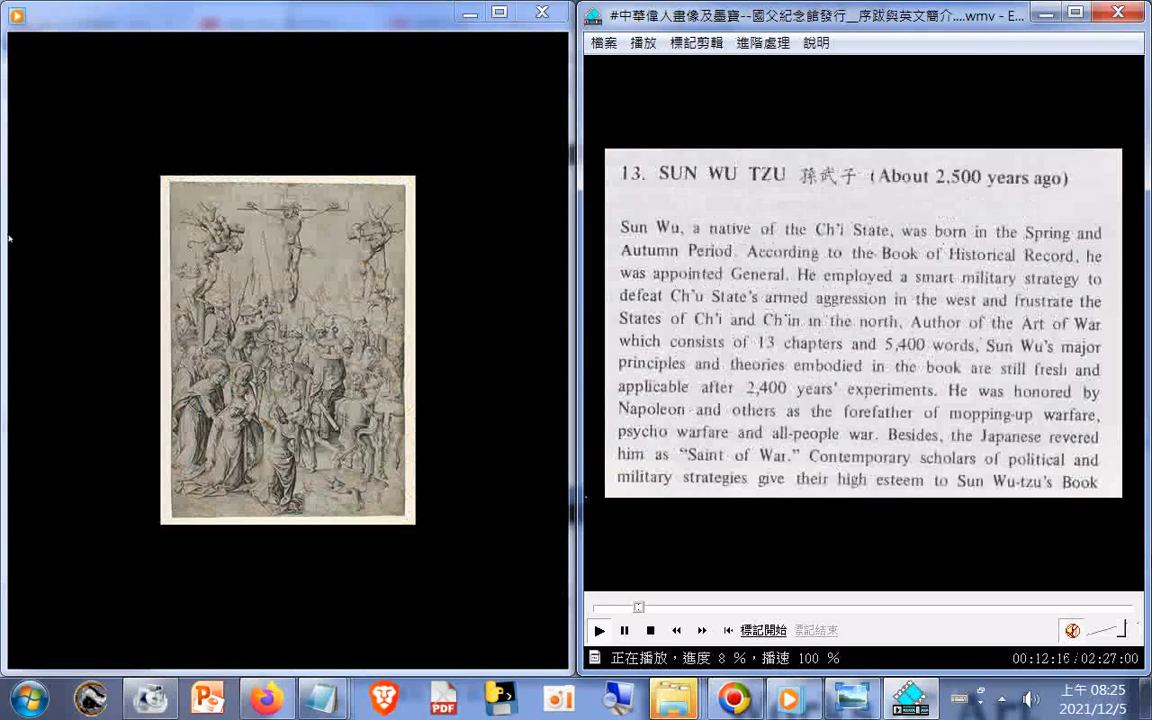 #中華偉人畫像及墨寶--國父紀念館發行__序跋與英文簡介....wmv - E...
檔案 播放 標記剪輯 進階處理 說明
13. SUN WU TZU 孫武子 (About 2,500 years ago)
Sun Wu, a native of the Ch'i State, was born in the Spring and
Autumn Period. According to the Book of Historical Record, he
was appointed General. He employed a smart military strategy to
defeat Ch'u State's armed aggression in the west and frustrate the
States of Ch'i and Ch'in in the north. Author of the Art of War
which consists of 13 chapters and 5,400 words, Sun Wu's major
principles and theories embodied in the book are still fresh and
applicable after 2,400 years' experiments. He was honored by
Napoleon and others as the forefather of mopping-up warfare,
psycho warfare and all-people war. Besides, the Japanese revered
him as "Saint of War." Contemporary scholars of political and
military strategies give their high esteem to Sun Wu-tzu's Book
標記開始 標記結束
正在播放，進度 8 %，播速 100 % 00:12:16 / 02:27:00
PDF
上午 08:25
2021/12/5